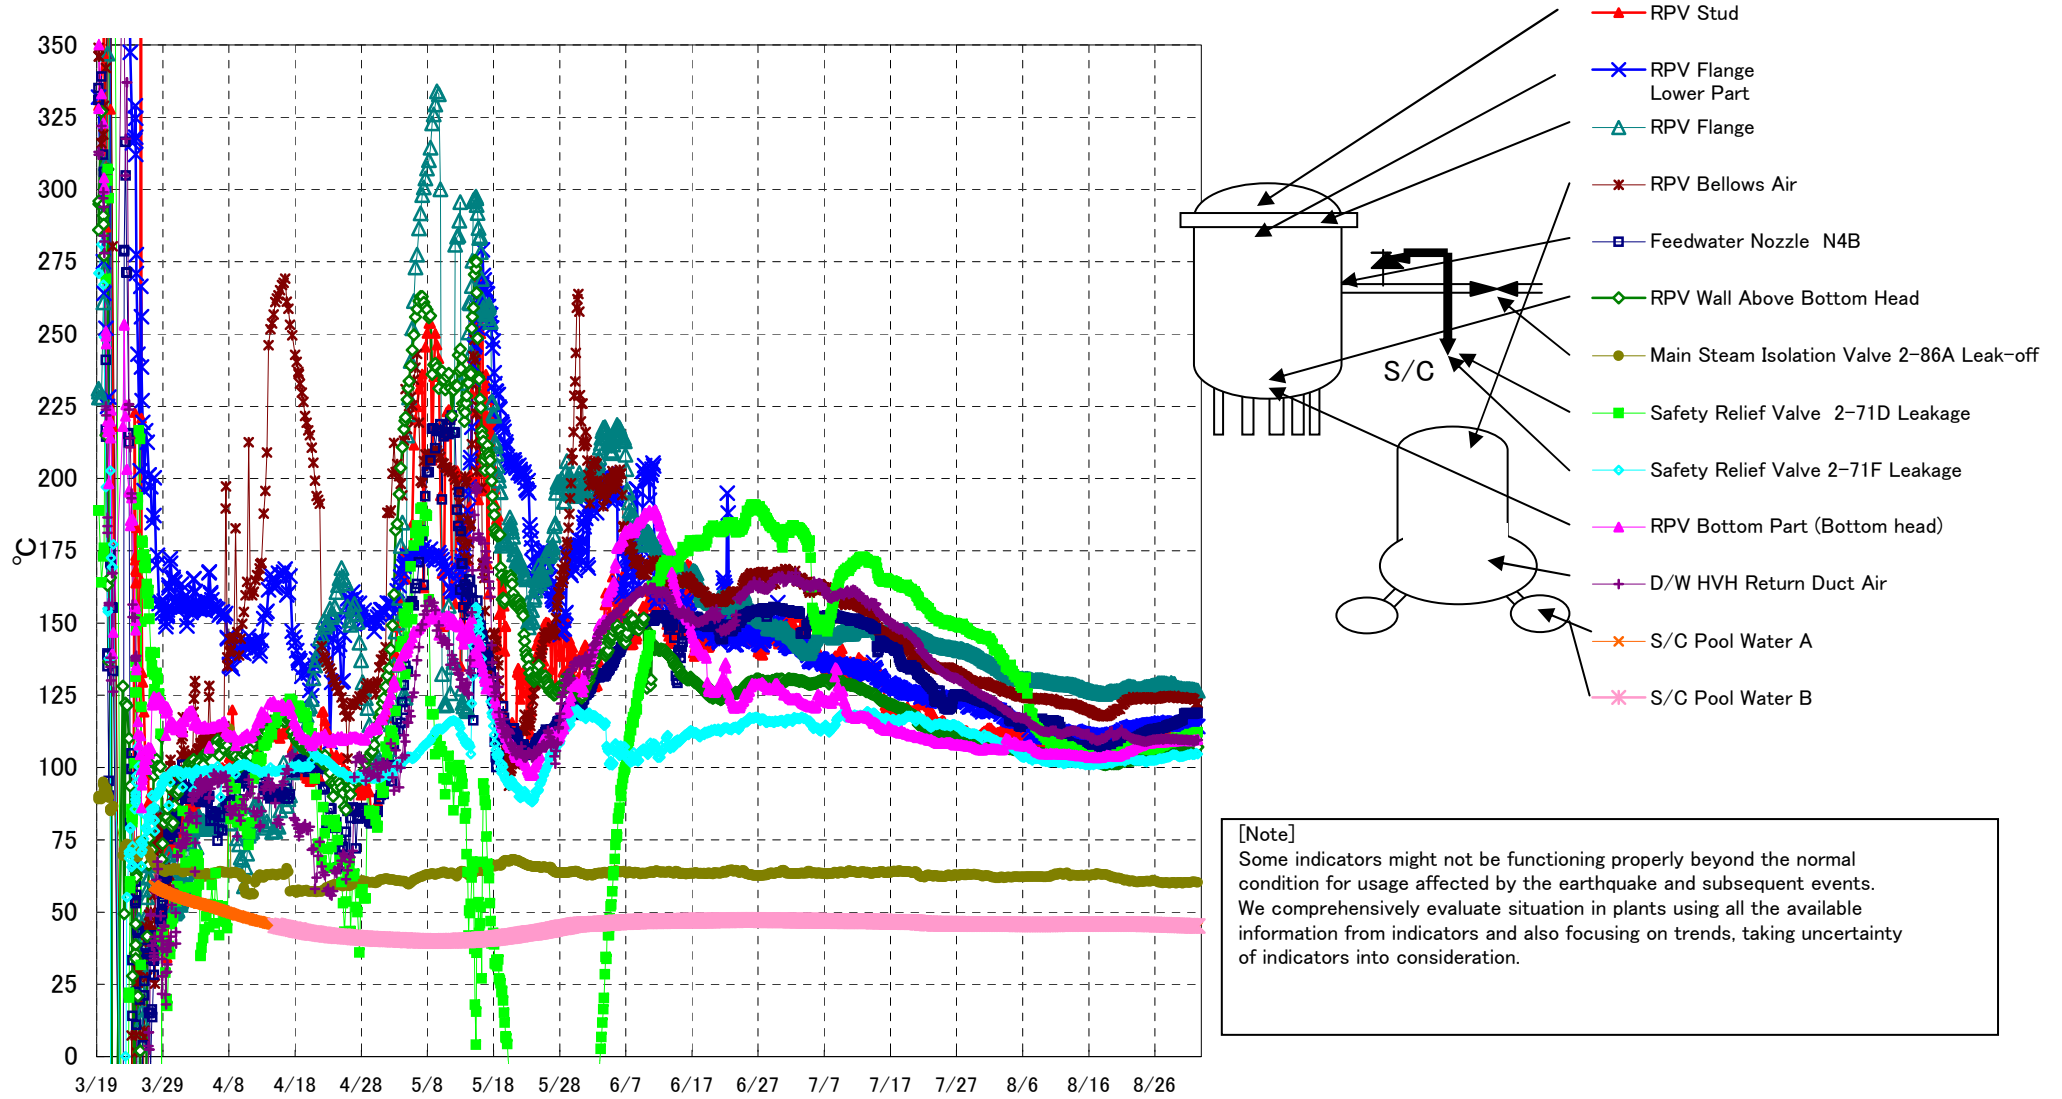 350
325
300
275
250
225
200
175
150
125
100
75
50
25
0
℃
3/19 3/29 4/8 4/18 4/28 5/8 5/18 5/28 6/7 6/17 6/27 7/7 7/17 7/27 8/6 8/16 8/26
RPV Stud
RPV Flange
Lower Part
RPV Flange
RPV Bellows Air
Feedwater Nozzle N4B
RPV Wall Above Bottom Head
Main Steam Isolation Valve 2-86A Leak-off
Safety Relief Valve 2-71D Leakage
Safety Relief Valve 2-71F Leakage
RPV Bottom Part (Bottom head)
D/W HVH Return Duct Air
S/C Pool Water A
S/C Pool Water B
S/C
[Note]
Some indicators might not be functioning properly beyond the normal
condition for usage affected by the earthquake and subsequent events.
We comprehensively evaluate situation in plants using all the available
information from indicators and also focusing on trends, taking uncertainty
of indicators into consideration.